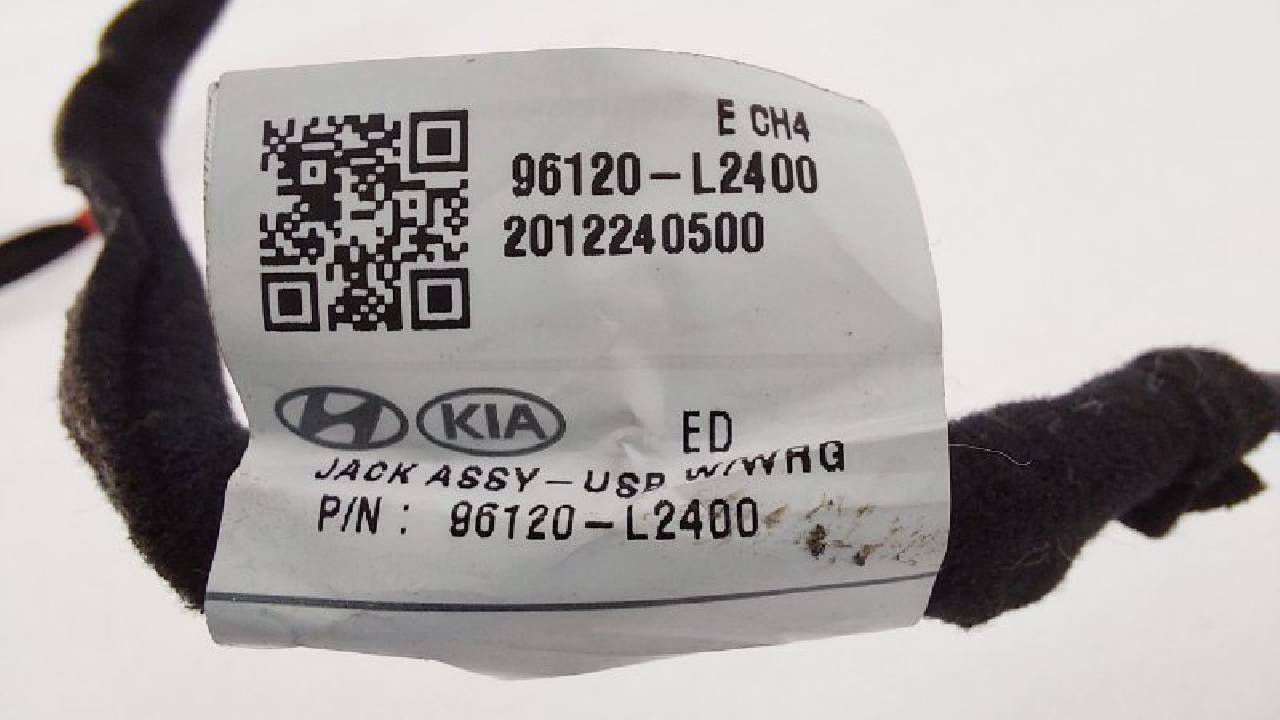 E CH4
96120-L2400
2012240500
KIA
ED
JACK ASSY-USB W/WRG
P/N : 96120-L2400